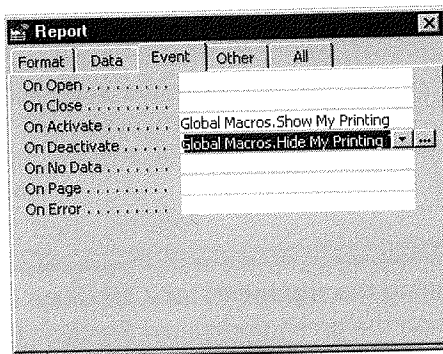 Report
Format Data Event Other All
On Open . . . . . . . . .
On Close . . . . . . . . .
On Activate . . . . . . . Global Macros.Show My Printing
On Deactivate . . . . . Global Macros.Hide My Printing ...
On No Data . . . . . . .
On Page . . . . . . . . .
On Error . . . . . . . . .